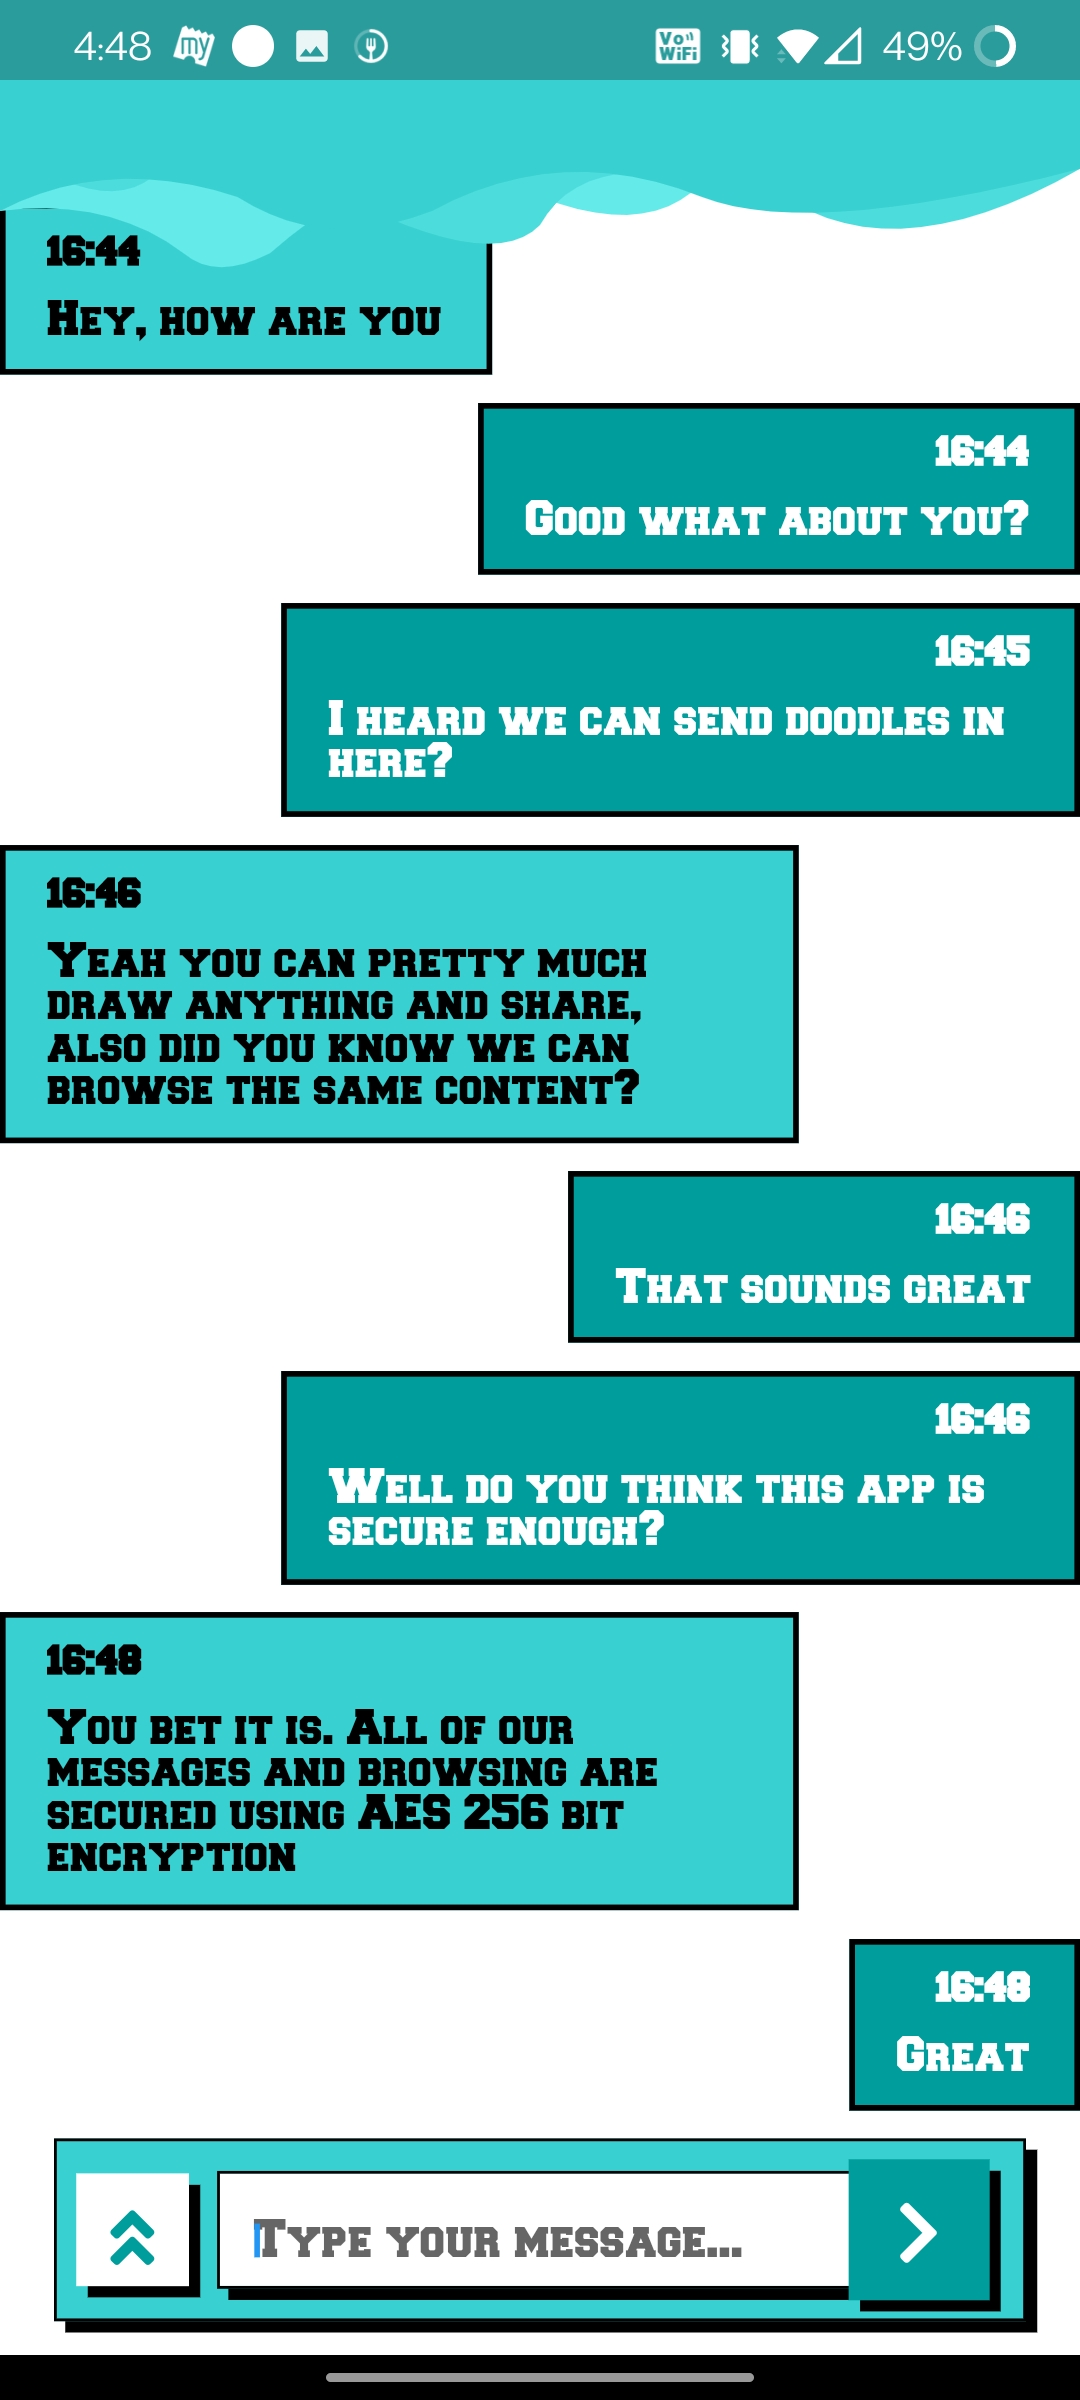 4:48 my Vo WiFi 49%
16:44
Hey, how are you
16:44
Good what about you?
16:45
I heard we can send doodles in
here?
16:46
Yeah you can pretty much
draw anything and share,
also did you know we can
browse the same content?
16:46
That sounds great
16:46
Well do you think this app is
secure enough?
16:48
You bet it is. All of our
messages and browsing are
secured using AES 256 bit
encryption
16:48
Great
Type your message...